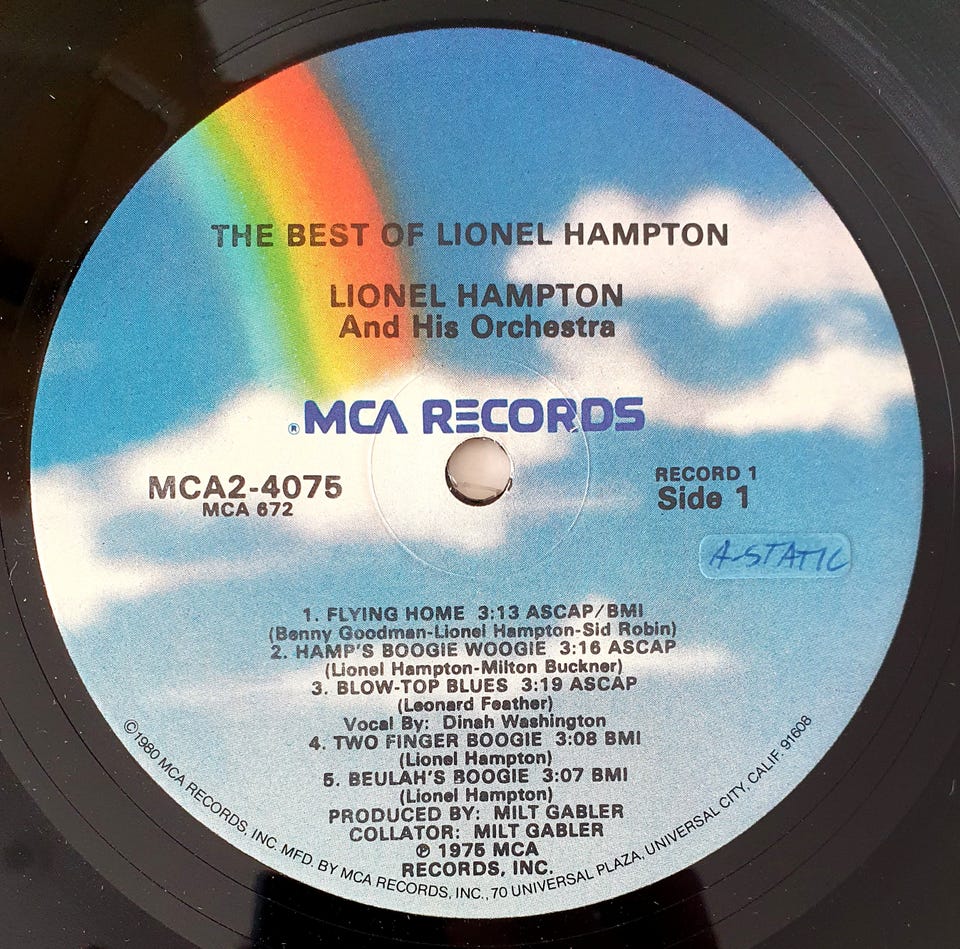 THE BEST OF LIONEL HAMPTON
LIONEL HAMPTON
And His Orchestra
®MCA RECORDS
MCA2-4075
MCA 672
RECORD 1
Side 1
A-STATIC
1. FLYING HOME 3:13 ASCAP/BMI
(Benny Goodman-Lionel Hampton-Sid Robin)
2. HAMP'S BOOGIE WOOGIE 3:16 ASCAP
(Lionel Hampton-Milton Buckner)
3. BLOW-TOP BLUES 3:19 ASCAP
(Leonard Feather)
Vocal By: Dinah Washington
4. TWO FINGER BOOGIE 3:08 BMI
(Lionel Hampton)
5. BEULAH'S BOOGIE 3:07 BMI
(Lionel Hampton)
PRODUCED BY: MILT GABLER
COLLATOR: MILT GABLER
℗ 1975 MCA
RECORDS, INC.
©1980 MCA RECORDS, INC. MFD. BY MCA RECORDS, INC., 70 UNIVERSAL PLAZA, UNIVERSAL CITY, CALIF. 91608